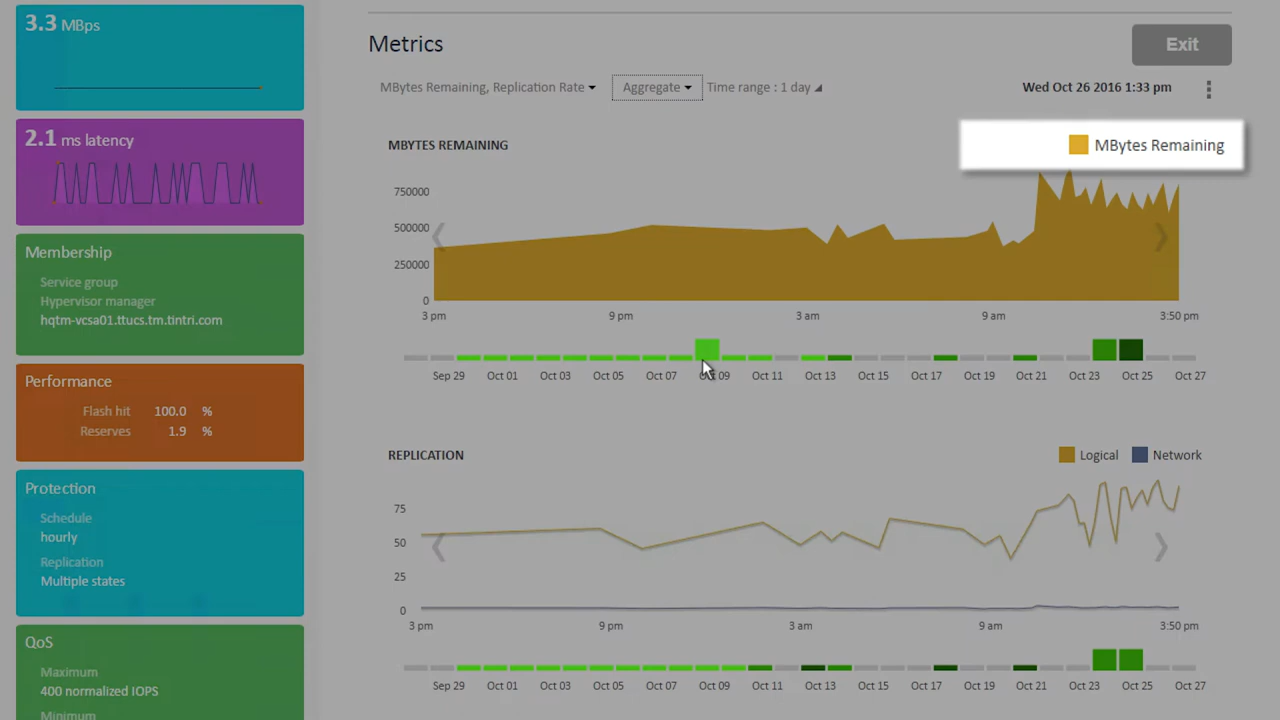 3.3 MBps
2.1 ms latency
Membership
Service group
Hypervisor manager
hqtm-vcsa01.ttucs.tm.tintri.com
Performance
Flash hit 100.0 %
Reserves 1.9 %
Protection
Schedule
hourly
Replication
Multiple states
QoS
Maximum
400 normalized IOPS
Minimum
Metrics
Exit
MBytes Remaining, Replication Rate Aggregate Time range : 1 day Wed Oct 26 2016 1:33 pm
MBYTES REMAINING
MBytes Remaining
750000
500000
250000
0
3 pm 9 pm 3 am 9 am 3:50 pm
Sep 29 Oct 01 Oct 03 Oct 05 Oct 07 Oct 09 Oct 11 Oct 13 Oct 15 Oct 17 Oct 19 Oct 21 Oct 23 Oct 25 Oct 27
REPLICATION
Logical Network
75
50
25
0
3 pm 9 pm 3 am 9 am 3:50 pm
Sep 29 Oct 01 Oct 03 Oct 05 Oct 07 Oct 09 Oct 11 Oct 13 Oct 15 Oct 17 Oct 19 Oct 21 Oct 23 Oct 25 Oct 27